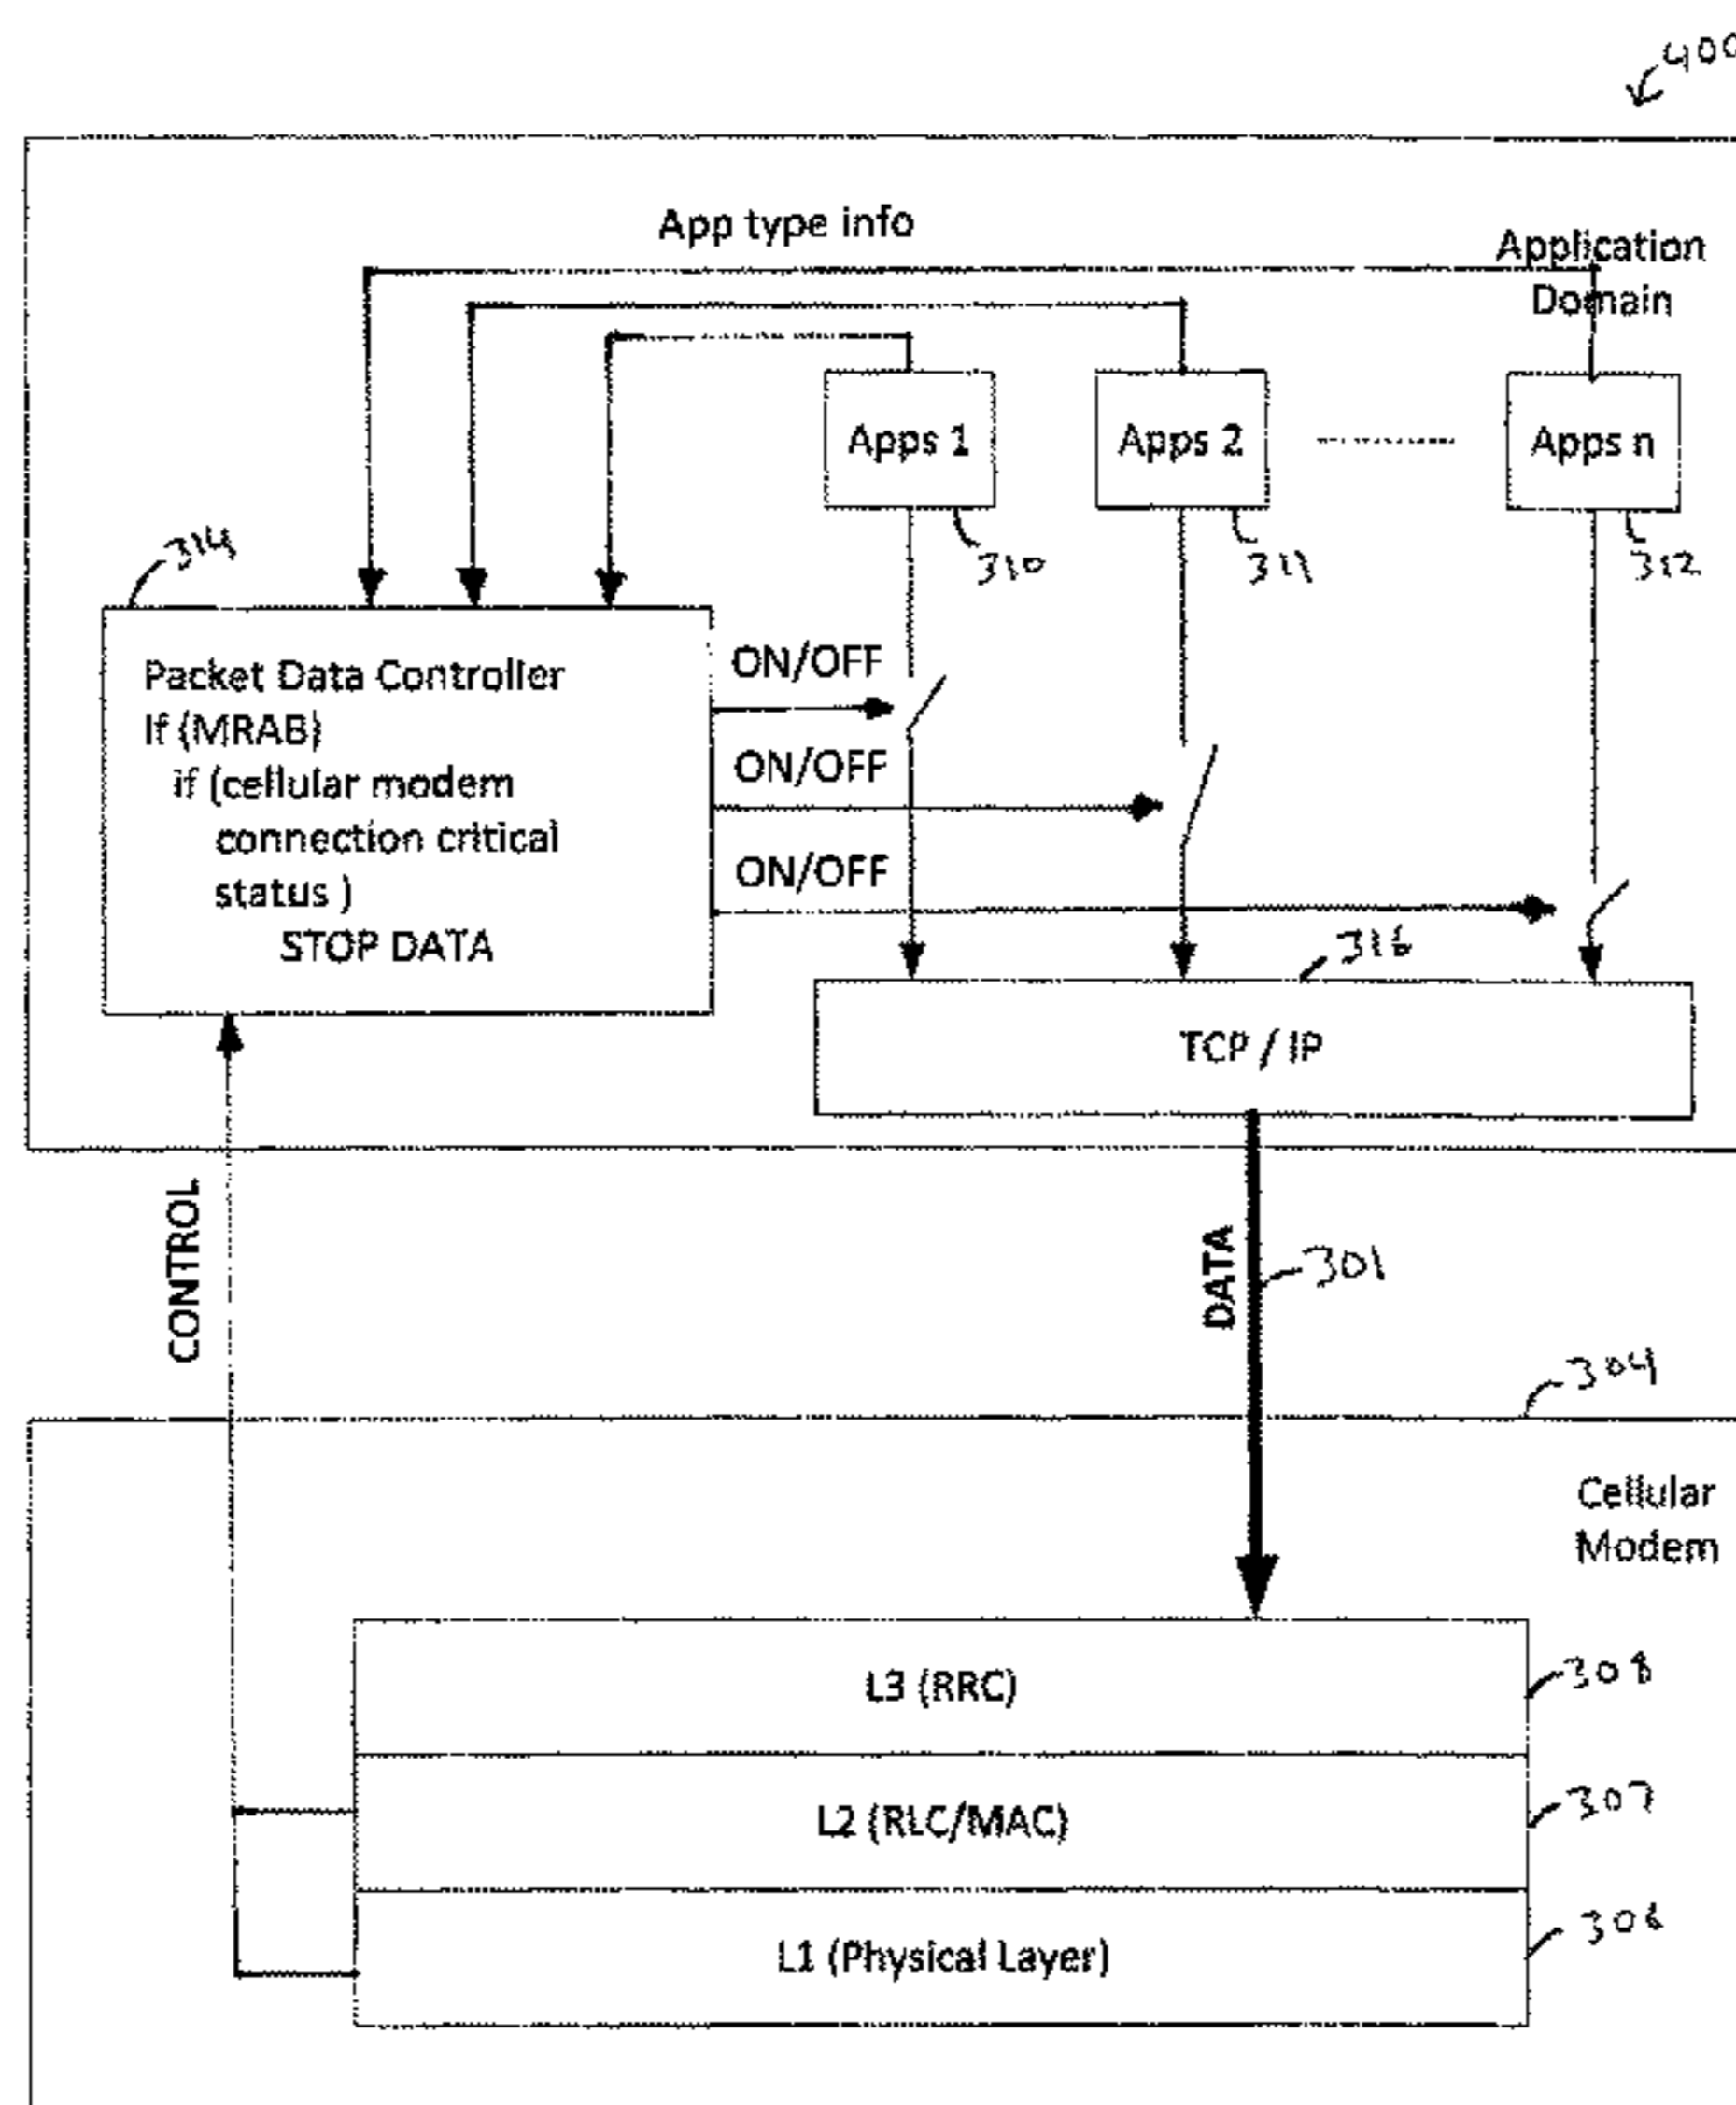 400
App type info
Application
Domain
Apps 1
Apps 2
Apps n
310
311
312
314
Packet Data Controller
If (MRAB)
if (cellular modem
connection critical
status )
STOP DATA
ON/OFF
ON/OFF
ON/OFF
316
TCP / IP
CONTROL
DATA
301
304
Cellular
Modem
L3 (RRC)
308
L2 (RLC/MAC)
307
L1 (Physical Layer)
306